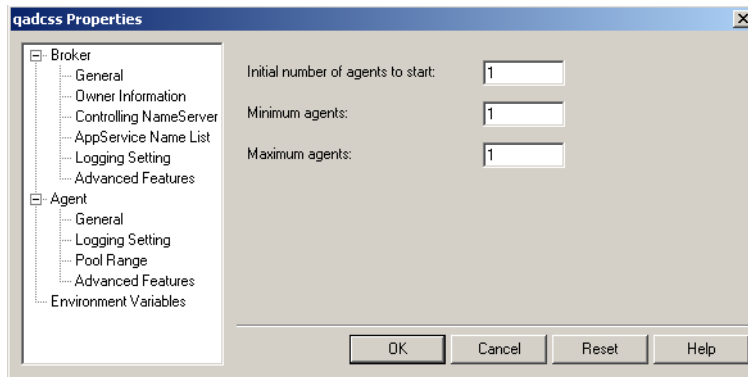 qadcss Properties
Broker
General
Owner Information
Controlling NameServer
AppService Name List
Logging Setting
Advanced Features
Agent
General
Logging Setting
Pool Range
Advanced Features
Environment Variables
Initial number of agents to start: 1
Minimum agents: 1
Maximum agents: 1
OK Cancel Reset Help